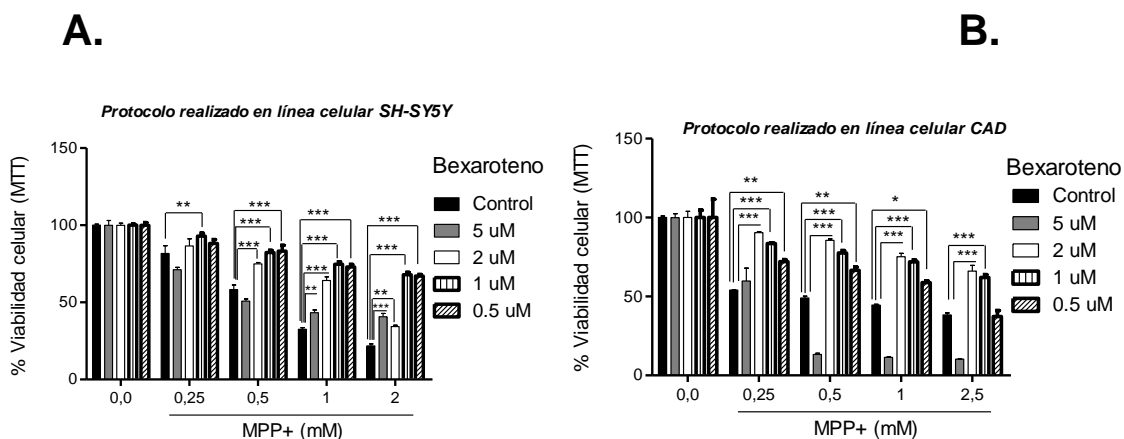 A.
Protocolo realizado en línea celular SH-SY5Y
% Viabilidad celular (MTT)
150
100
50
0
**
***
***
***
***
***
***
**
***
***
**
***
0,0
0,25
0,5
1
2
MPP+ (mM)
Bexaroteno
Control
5 uM
2 uM
1 uM
0.5 uM
B.
Protocolo realizado en línea celular CAD
% Viabilidad celular (MTT)
150
100
50
0
**
***
***
**
***
***
*
***
***
***
***
0,0
0,25
0,5
1
2,5
MPP+ (mM)
Bexaroteno
Control
5 uM
2 uM
1 uM
0.5 uM